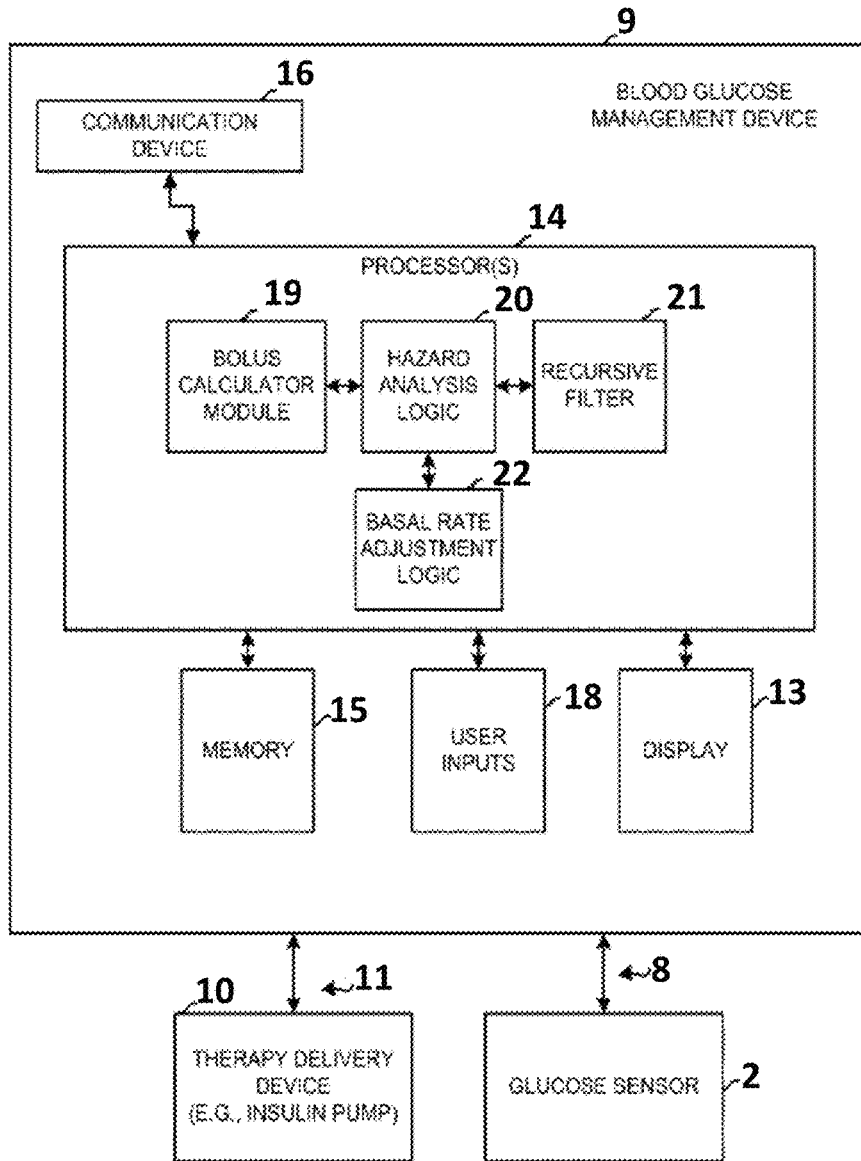 9
16
COMMUNICATION
DEVICE
BLOOD GLUCOSE
MANAGEMENT DEVICE
14
PROCESSOR(S)
19
BOLUS
CALCULATOR
MODULE
20
HAZARD
ANALYSIS
LOGIC
21
RECURSIVE
FILTER
22
BASAL RATE
ADJUSTMENT
LOGIC
MEMORY
15
USER
INPUTS
18
DISPLAY
13
10
11
8
THERAPY DELIVERY
DEVICE
(E.G., INSULIN PUMP)
GLUCOSE SENSOR
2